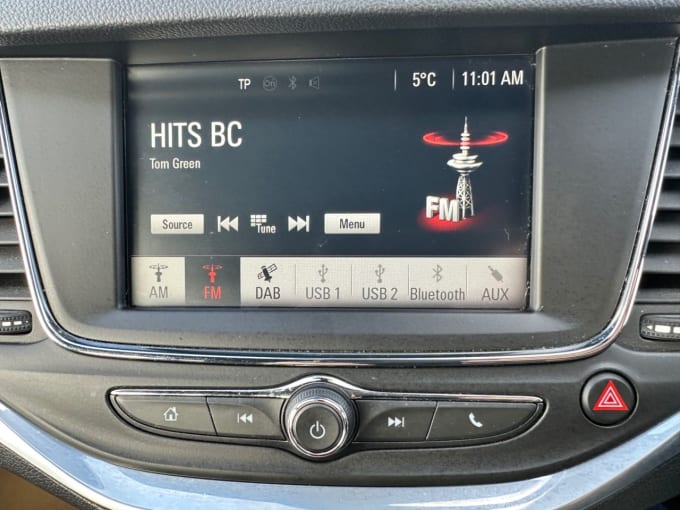 TP On 5°C 11:01 AM
HITS BC
Tom Green
FM
Source Tune Menu
AM FM DAB USB 1 USB 2 Bluetooth AUX